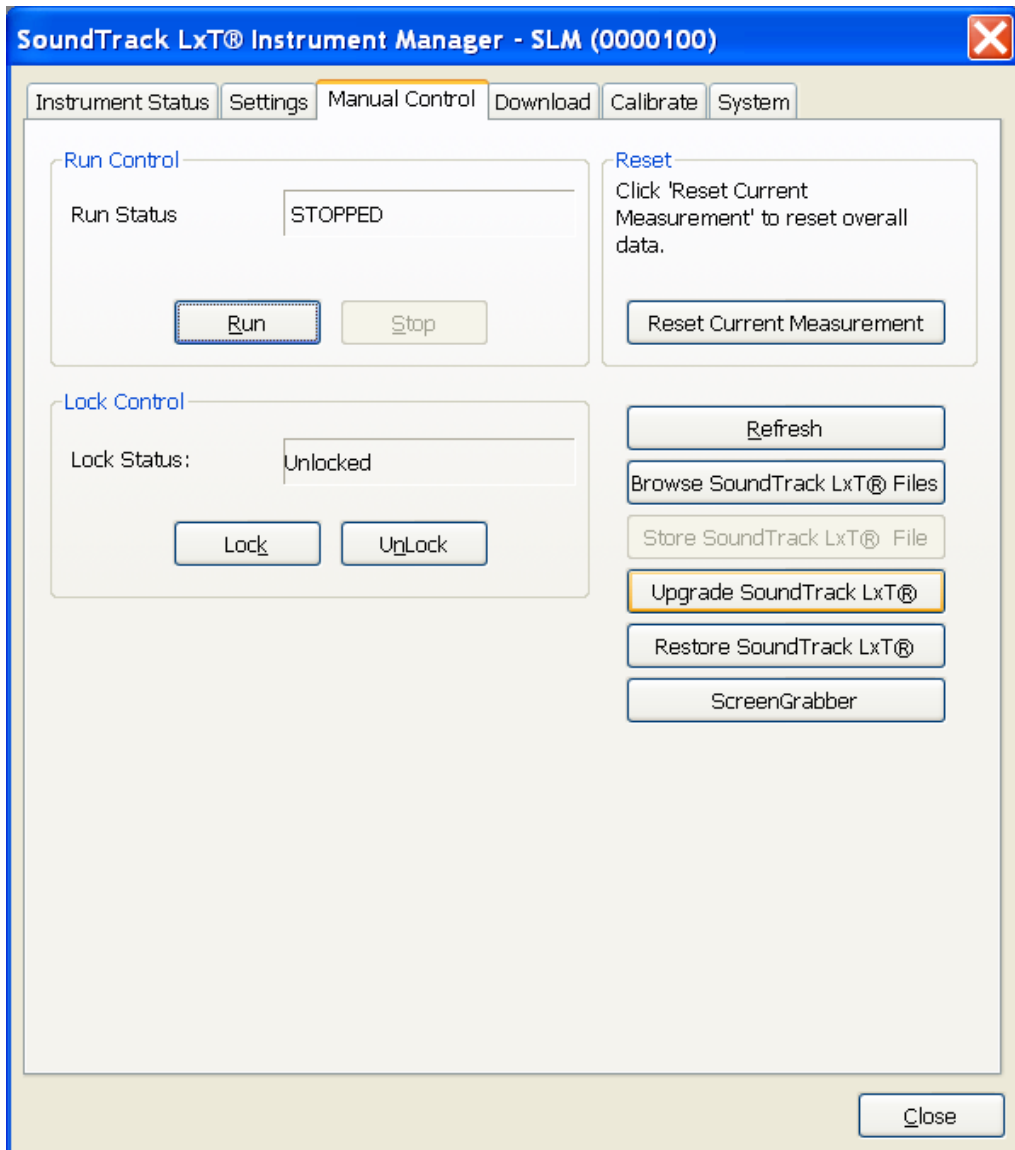 SoundTrack LxT® Instrument Manager - SLM (0000100)
Instrument Status Settings Manual Control Download Calibrate System
Run Control
Run Status STOPPED
Run Stop
Reset
Click 'Reset Current
Measurement' to reset overall
data.
Reset Current Measurement
Lock Control
Lock Status: Unlocked
Lock UnLock
Refresh
Browse SoundTrack LxT® Files
Store SoundTrack LxT® File
Upgrade SoundTrack LxT®
Restore SoundTrack LxT®
ScreenGrabber
Close